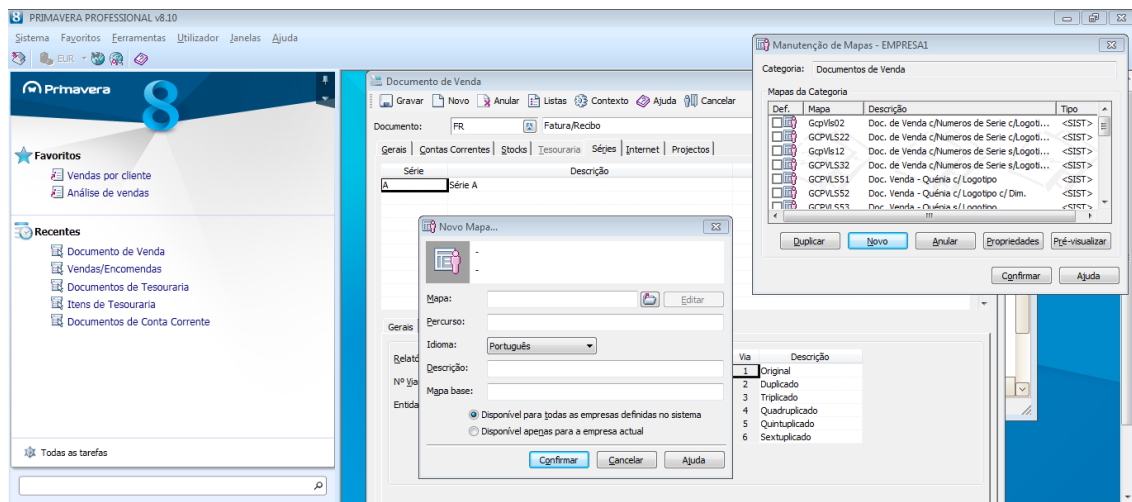 PRIMAVERA PROFESSIONAL v8.10
Sistema Favoritos Ferramentas Utilizador Janelas Ajuda
EUR
Primavera
8
Favoritos
Vendas por cliente
Análise de vendas
Recentes
Documento de Venda
Vendas/Encomendas
Documentos de Tesouraria
Itens de Tesouraria
Documentos de Conta Corrente
Todas as tarefas
Documento de Venda
Gravar Novo Anular Listas Contexto Ajuda Cancelar
Documento: FR Fatura/Recibo
Gerais Contas Correntes Stocks Tesouraria Séries Internet Projectos
Série Descrição
A Série A
Gerais
Relató
Nº Via
Entida
Via Descrição
1 Original
2 Duplicado
3 Triplicado
4 Quadruplicado
5 Quintuplicado
6 Sextuplicado
Novo Mapa...
-
-
Mapa: Editar
Percurso:
Idioma: Português
Descrição:
Mapa base:
Disponível para todas as empresas definidas no sistema
Disponível apenas para a empresa actual
Confirmar Cancelar Ajuda
Manutenção de Mapas - EMPRESA1
Categoria: Documentos de Venda
Mapas da Categoria
Def. Mapa Descrição Tipo
GcpVls02 Doc. de Venda c/Numeros de Serie c/Logoti... <SIST>
GCPVLS22 Doc. de Venda c/Numeros de Serie s/Logoti... <SIST>
GcpVls12 Doc. de Venda c/Numeros de Serie s/Logoti... <SIST>
GCPVLS32 Doc. de Venda c/Numeros de Serie c/Logoti... <SIST>
GCPVLS51 Doc. Venda - Quénia c/ Logotipo <SIST>
GCPVLS52 Doc. Venda - Quénia c/ Logotipo c/ Dim. <SIST>
GCPVLS53 Doc. Venda - Quénia s/ Logotipo <SIST>
Duplicar Novo Anular Propriedades Pré-visualizar
Confirmar Ajuda